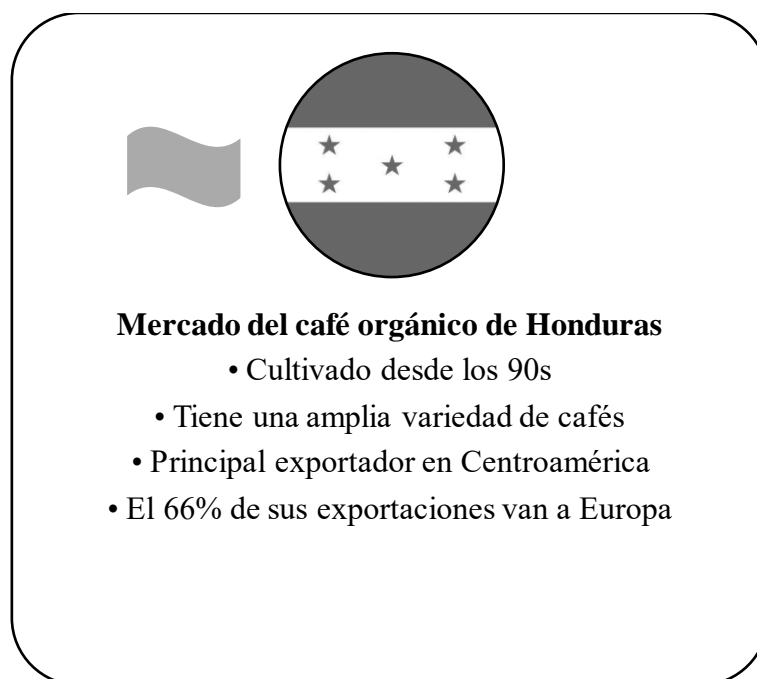 Mercado del café orgánico de Honduras
• Cultivado desde los 90s
• Tiene una amplia variedad de cafés
• Principal exportador en Centroamérica
• El 66% de sus exportaciones van a Europa